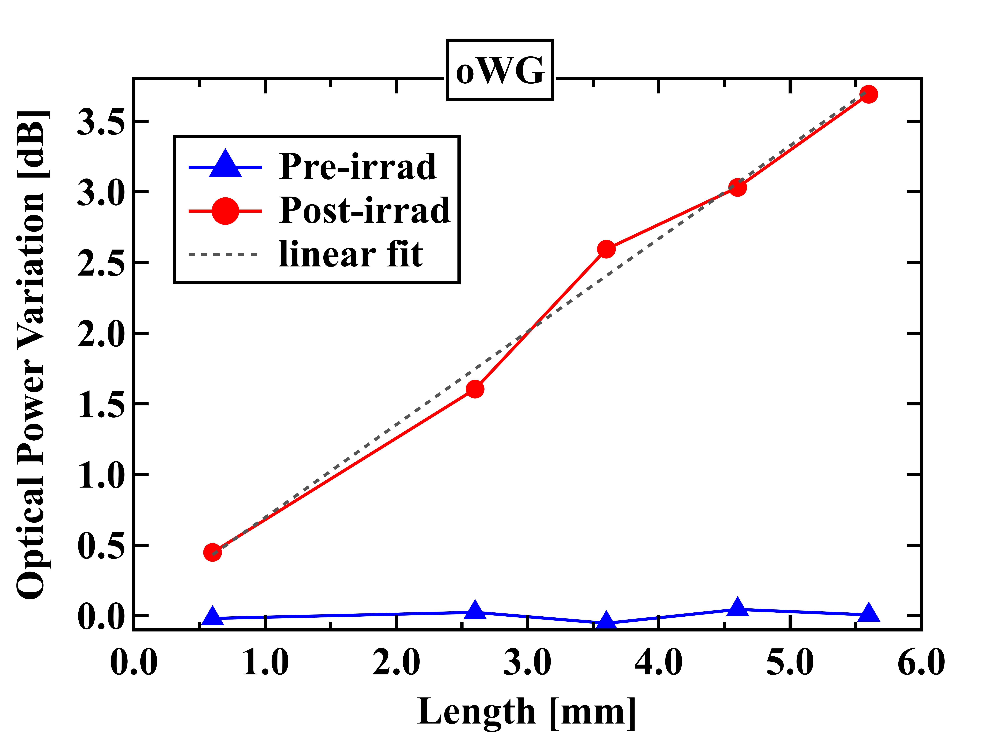 oWG
Optical Power Variation [dB]
3.5
3.0
2.5
2.0
1.5
1.0
0.5
0.0
Pre-irrad
Post-irrad
linear fit
0.0 1.0 2.0 3.0 4.0 5.0 6.0
Length [mm]